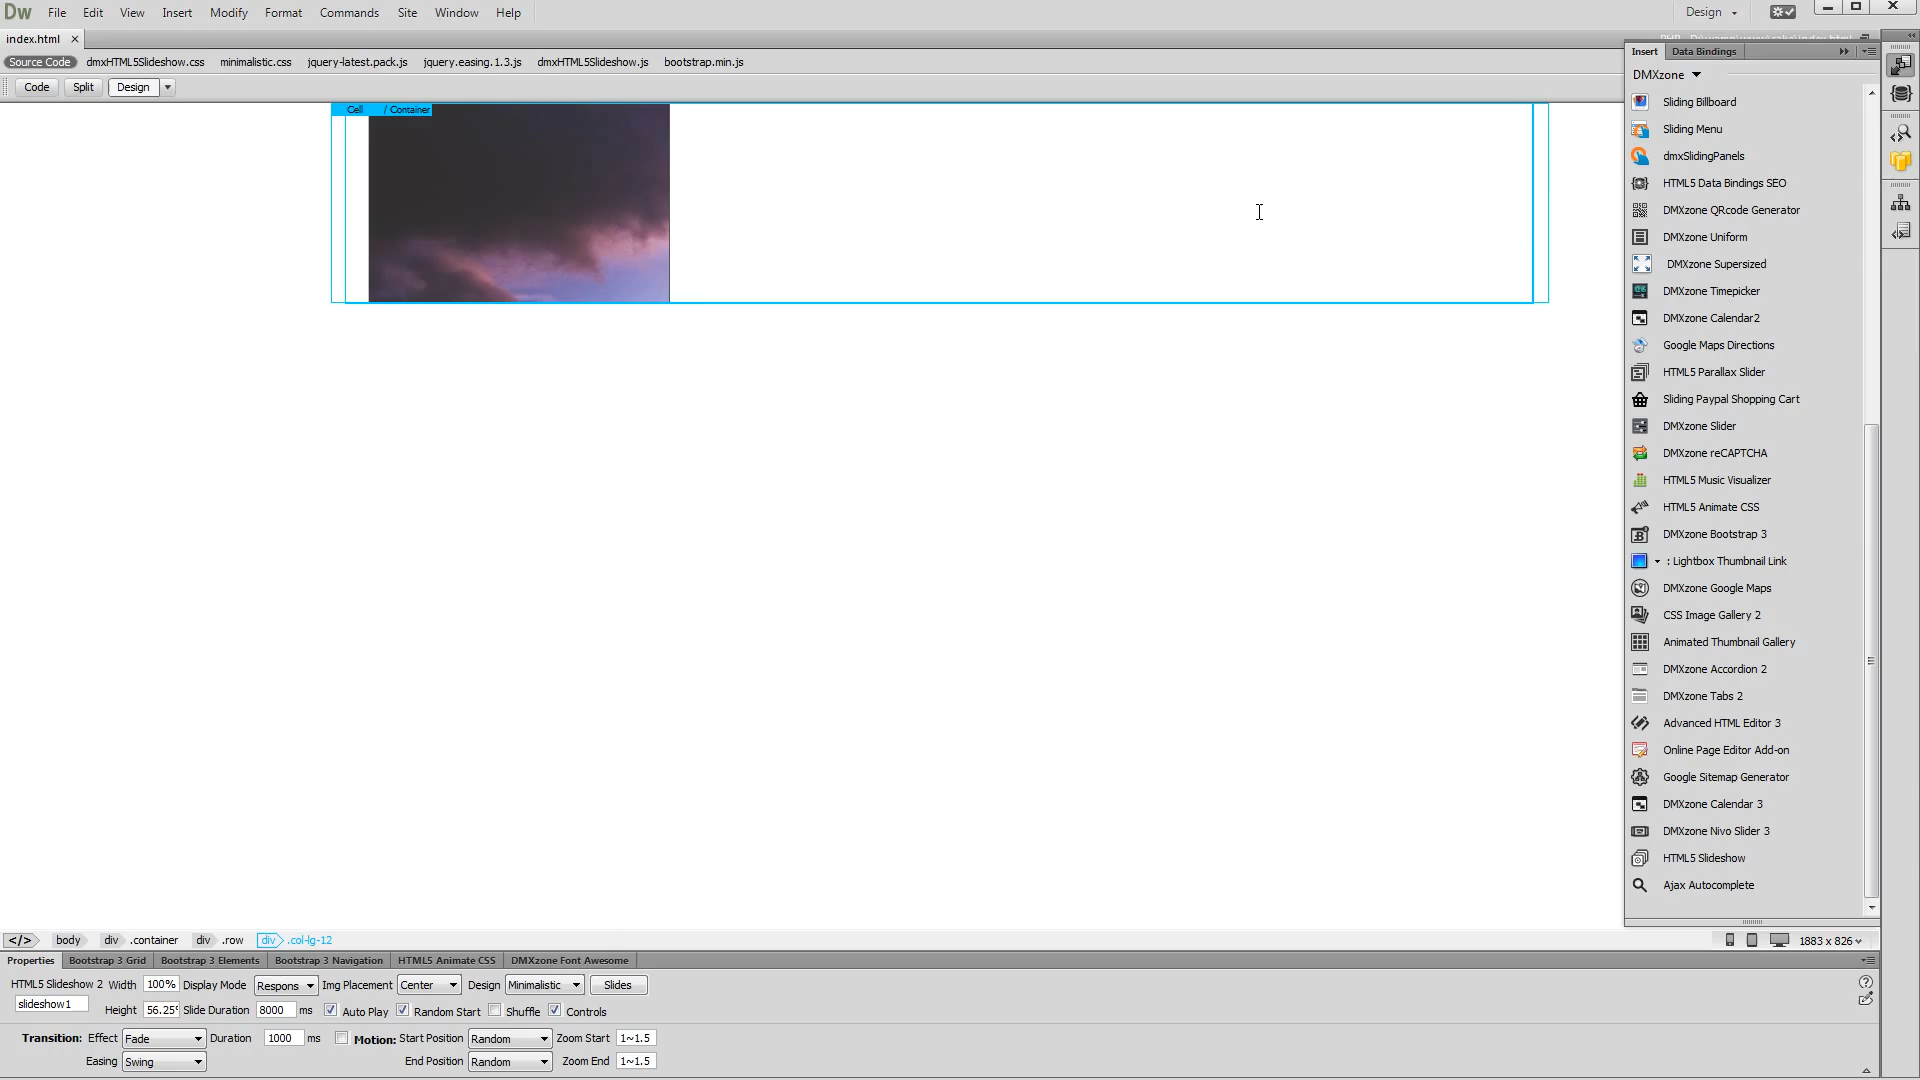 Dw File Edit View Insert Modify Format Commands Site Window Help Design
index.html
Source Code dmxHTML5Slideshow.css minimalistic.css jquery-latest.pack.js jquery.easing.1.3.js dmxHTML5Slideshow.js bootstrap.min.js
Code Split Design
Cell / Container
Insert Data Bindings
DMXzone
Sliding Billboard
Sliding Menu
dmxSlidingPanels
HTML5 Data Bindings SEO
DMXzone QRcode Generator
DMXzone Uniform
DMXzone Supersized
DMXzone Timepicker
DMXzone Calendar2
Google Maps Directions
HTML5 Parallax Slider
Sliding Paypal Shopping Cart
DMXzone Slider
DMXzone reCAPTCHA
HTML5 Music Visualizer
HTML5 Animate CSS
DMXzone Bootstrap 3
: Lightbox Thumbnail Link
DMXzone Google Maps
CSS Image Gallery 2
Animated Thumbnail Gallery
DMXzone Accordion 2
DMXzone Tabs 2
Advanced HTML Editor 3
Online Page Editor Add-on
Google Sitemap Generator
DMXzone Calendar 3
DMXzone Nivo Slider 3
HTML5 Slideshow
Ajax Autocomplete
</> body div .container div .row div .col-lg-12 1883 x 826
Properties Bootstrap 3 Grid Bootstrap 3 Elements Bootstrap 3 Navigation HTML5 Animate CSS DMXzone Font Awesome
HTML5 Slideshow 2 Width 100% Display Mode Respons Img Placement Center Design Minimalistic Slides
slideshow1 Height 56.25% Slide Duration 8000 ms Auto Play Random Start Shuffle Controls
Transition: Effect Fade Duration 1000 ms Motion: Start Position Random Zoom Start 1~1.5
Easing Swing End Position Random Zoom End 1~1.5